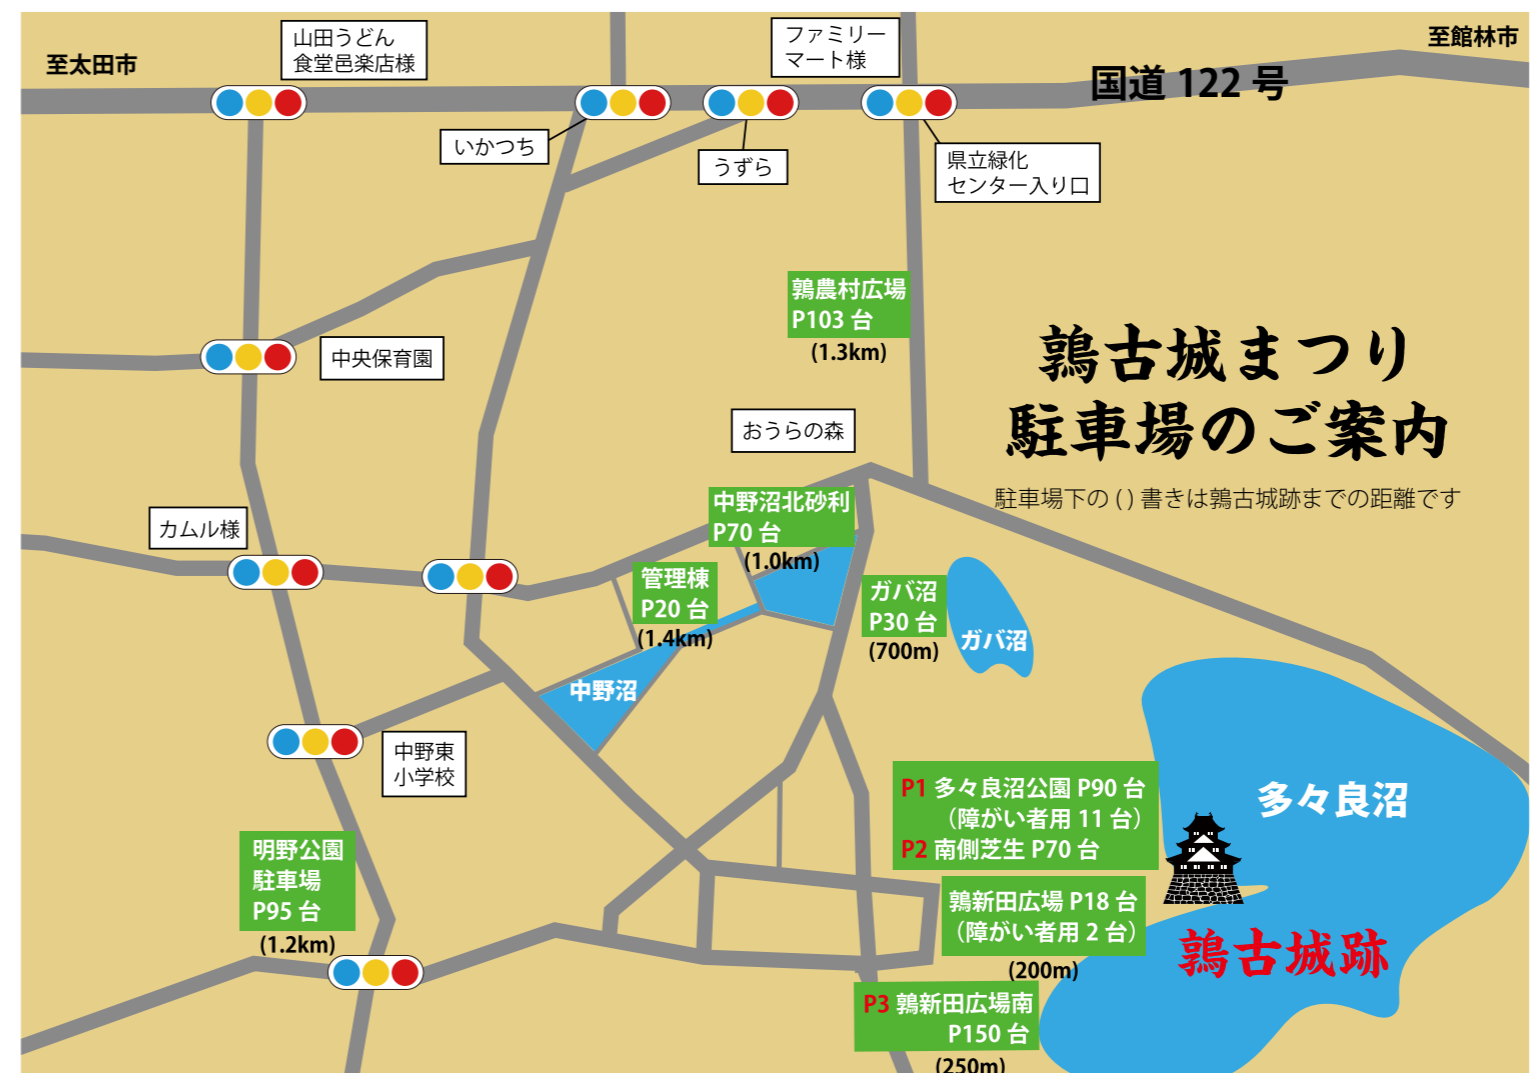 山田うどん
食堂邑楽店様
ファミリー
マート様
至館林市
至太田市
国道 122 号
いかつち
うずら
県立緑化
センター入り口
鶉農村広場
P103 台
(1.3km)
中央保育園
鶉古城まつり
駐車場のご案内
駐車場下の ( ) 書きは鶉古城跡までの距離です
おうらの森
中野沼北砂利
P70 台
(1.0km)
カムル様
管理棟
P20 台
(1.4km)
ガバ沼
P30 台
(700m)
ガバ沼
中野沼
中野東
小学校
P1 多々良沼公園 P90 台
（障がい者用 11 台）
P2 南側芝生 P70 台
多々良沼
明野公園
駐車場
P95 台
(1.2km)
鶉新田広場 P18 台
（障がい者用 2 台）
(200m)
鶉古城跡
P3 鶉新田広場南
P150 台
(250m)